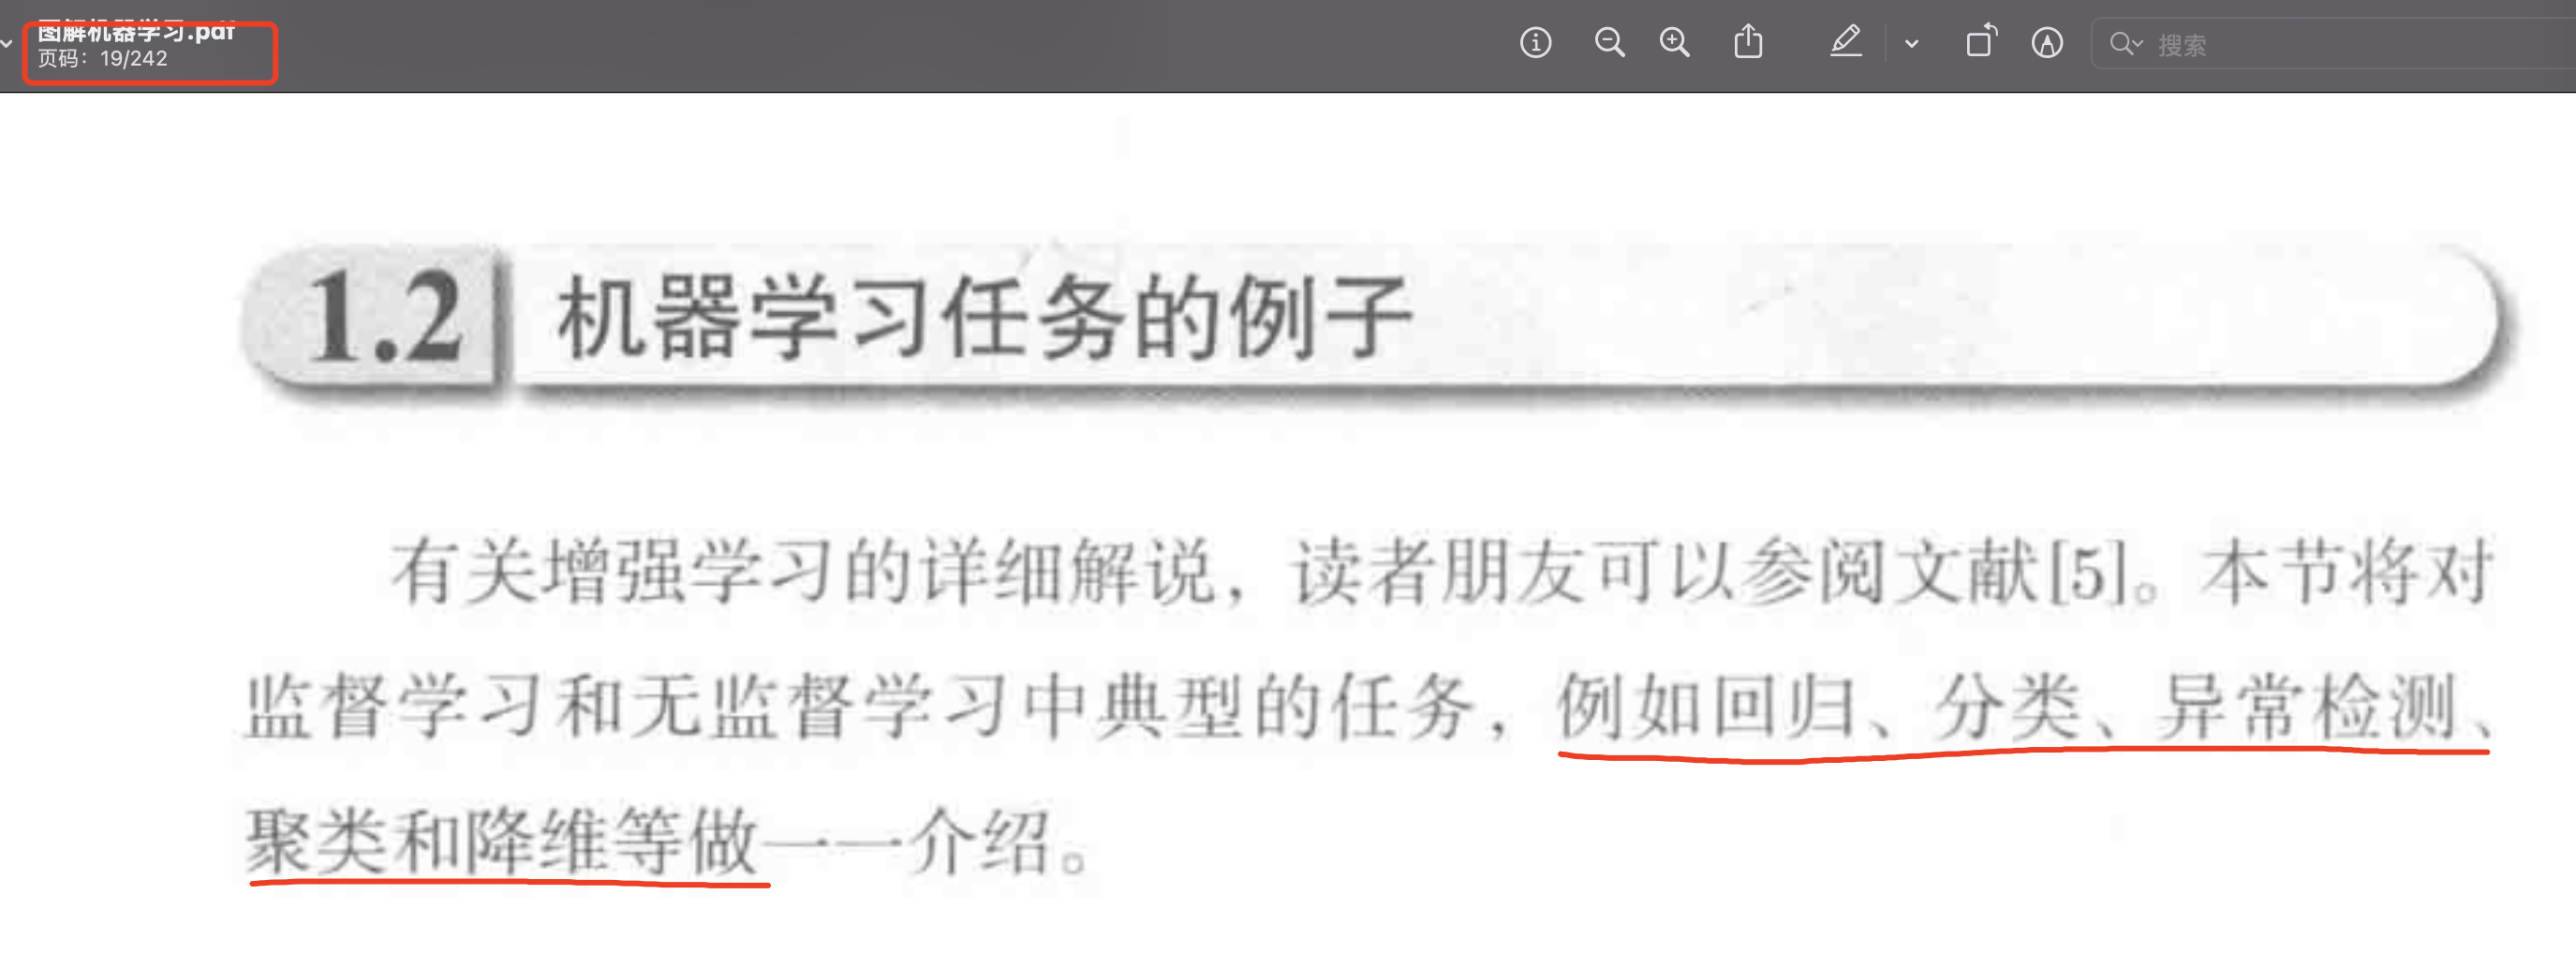 图解机器学习.pdf
页码：19/242
搜索
1.2 机器学习任务的例子
有关增强学习的详细解说，读者朋友可以参阅文献[5]。本节将对
监督学习和无监督学习中典型的任务，例如回归、分类、异常检测、
聚类和降维等做一一介绍。